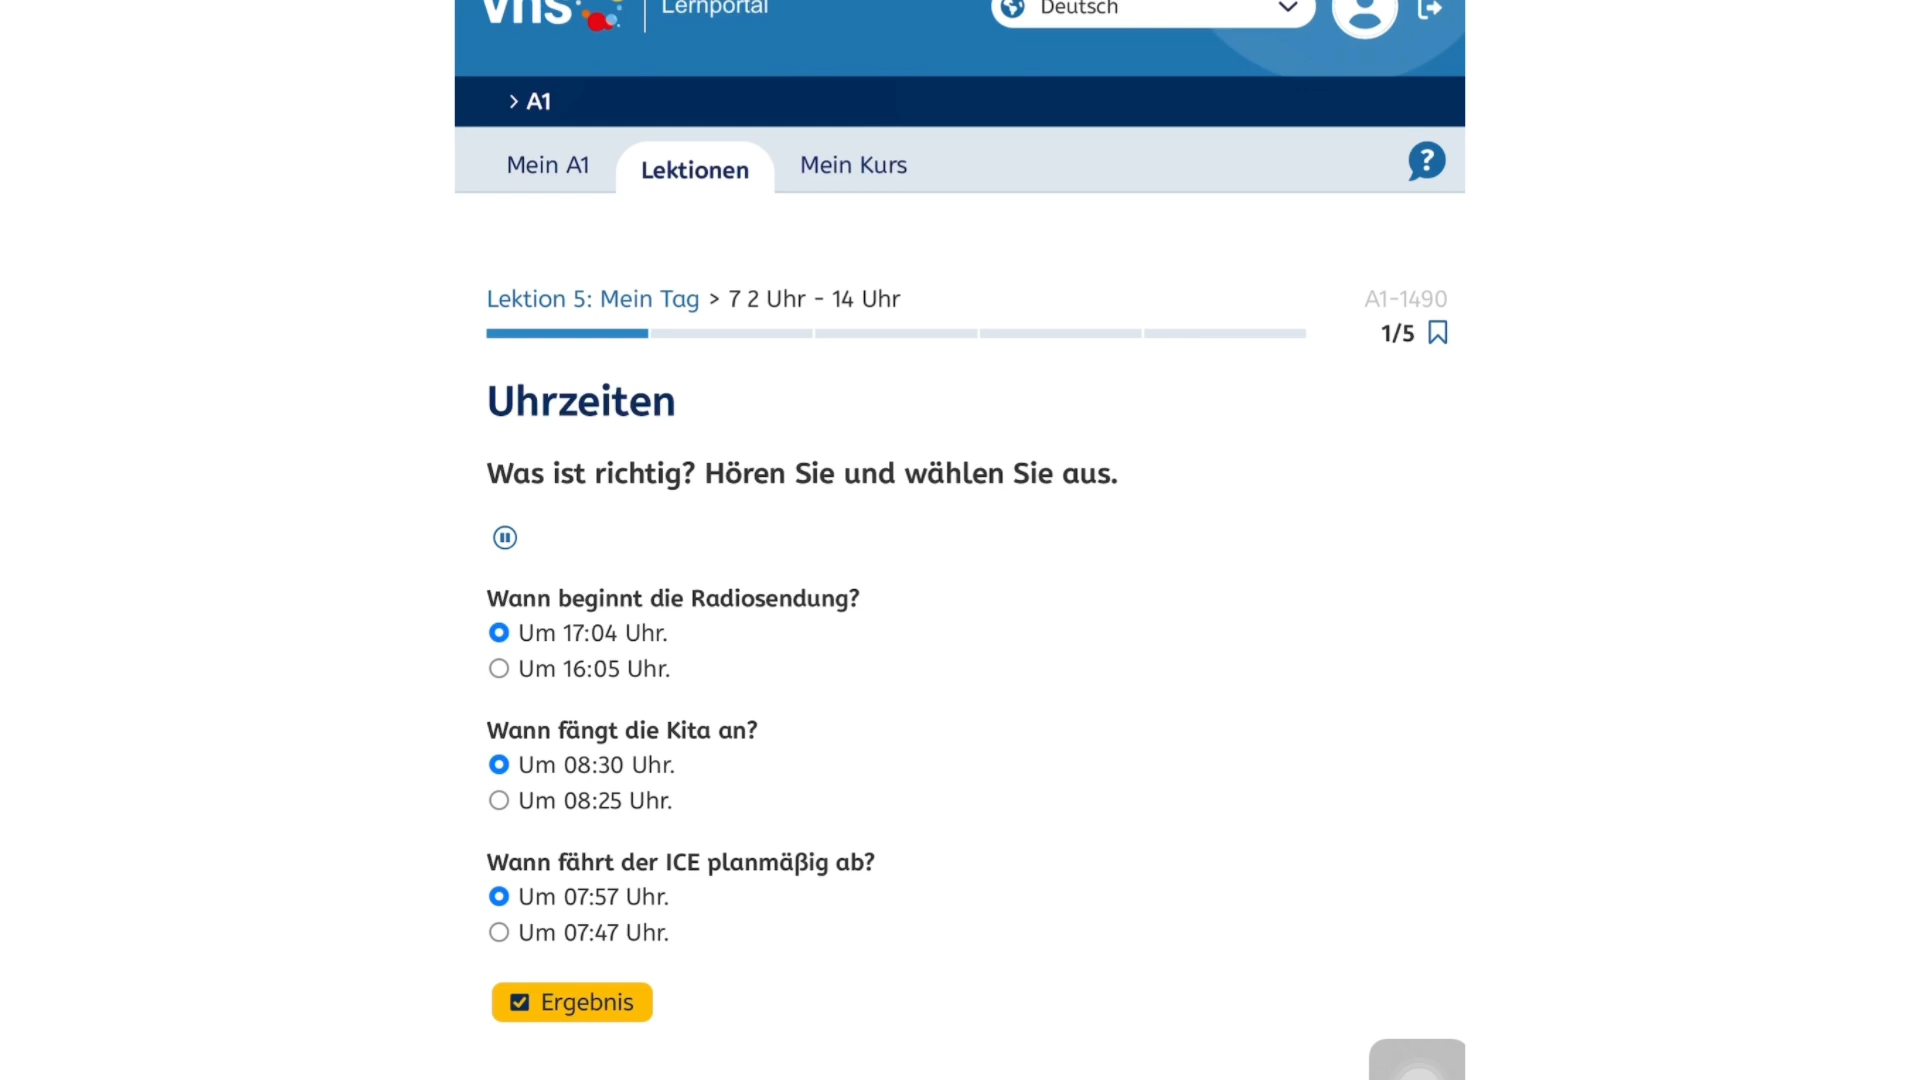 vhs
Lernportal
Deutsch
> A1
Mein A1
Lektionen
Mein Kurs
?
Lektion 5: Mein Tag > 7 2 Uhr - 14 Uhr
A1-1490
1/5
Uhrzeiten
Was ist richtig? Hören Sie und wählen Sie aus.
Wann beginnt die Radiosendung?
Um 17:04 Uhr.
Um 16:05 Uhr.
Wann fängt die Kita an?
Um 08:30 Uhr.
Um 08:25 Uhr.
Wann fährt der ICE planmäßig ab?
Um 07:57 Uhr.
Um 07:47 Uhr.
Ergebnis